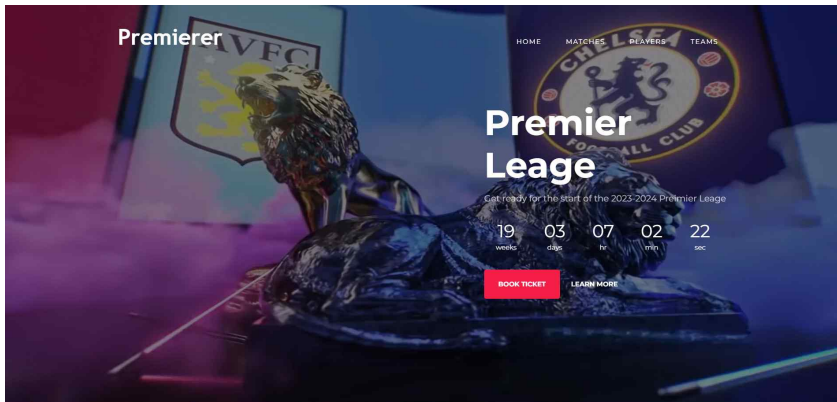 Premierer
AVFC
HOME MATCHES PLAYERS TEAMS
CHELSEA
FOOTBALL CLUB
Premier
Leage
Get ready for the start of the 2023-2024 Preimier Leage
19 03 07 02 22
weeks days hr min sec
BOOK TICKET LEARN MORE